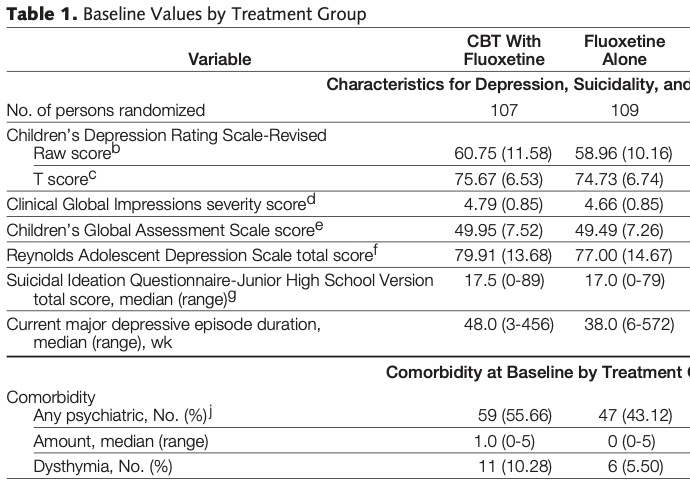 Table 1. Baseline Values by Treatment Group
Variable CBT With Fluoxetine Fluoxetine Alone
Characteristics for Depression, Suicidality, and
No. of persons randomized 107 109
Children's Depression Rating Scale-Revised
Raw scoreb 60.75 (11.58) 58.96 (10.16)
T scorec 75.67 (6.53) 74.73 (6.74)
Clinical Global Impressions severity scored 4.79 (0.85) 4.66 (0.85)
Children's Global Assessment Scale scoree 49.95 (7.52) 49.49 (7.26)
Reynolds Adolescent Depression Scale total scoref 79.91 (13.68) 77.00 (14.67)
Suicidal Ideation Questionnaire-Junior High School Version 17.5 (0-89) 17.0 (0-79)
total score, median (range)g
Current major depressive episode duration, 48.0 (3-456) 38.0 (6-572)
median (range), wk
Comorbidity at Baseline by Treatment
Comorbidity
Any psychiatric, No. (%)j 59 (55.66) 47 (43.12)
Amount, median (range) 1.0 (0-5) 0 (0-5)
Dysthymia, No. (%) 11 (10.28) 6 (5.50)